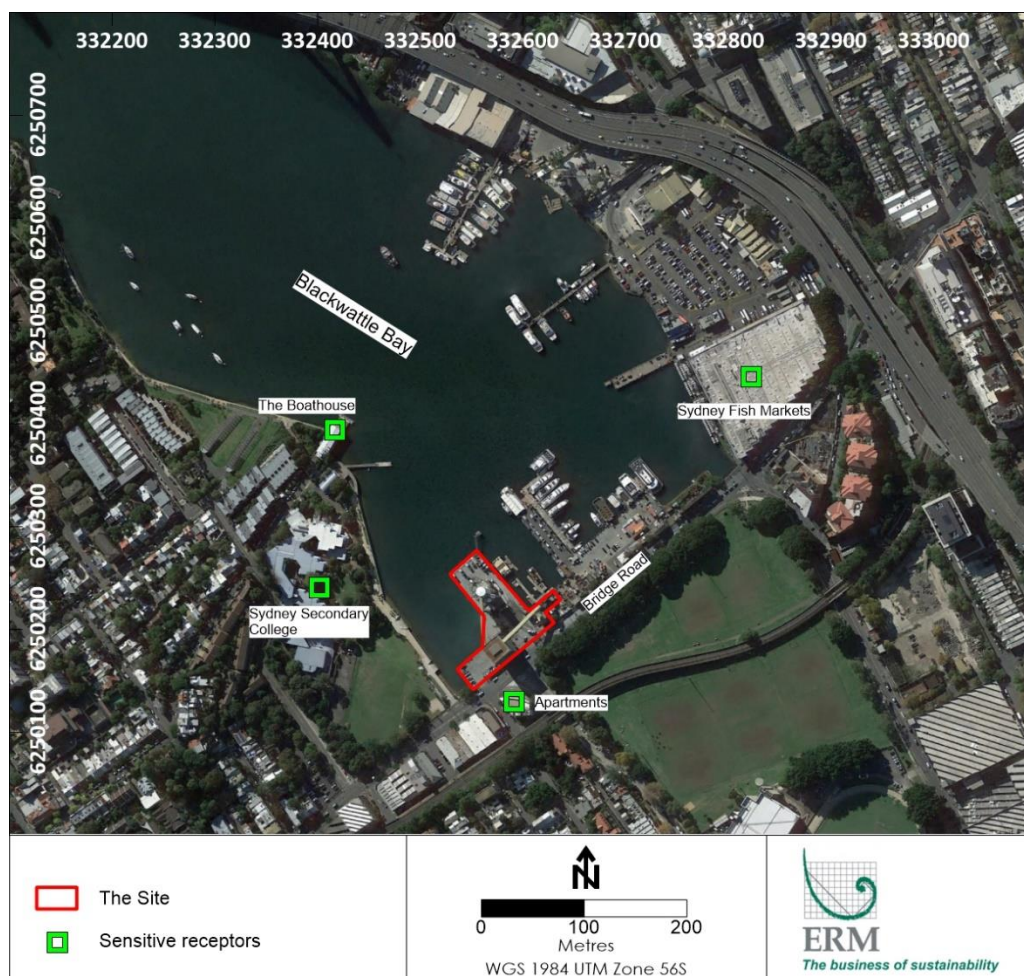 332200 332300 332400 332500 332600 332700 332800 332900 333000
6250700
6250600
6250500
6250400
6250300
6250200
6250100
Blackwattle Bay
The Boathouse
Sydney Fish Markets
Sydney Secondary
College
Bridge Road
Apartments
The Site
Sensitive receptors
N
0 100 200
Metres
WGS 1984 UTM Zone 56S
ERM
The business of sustainability